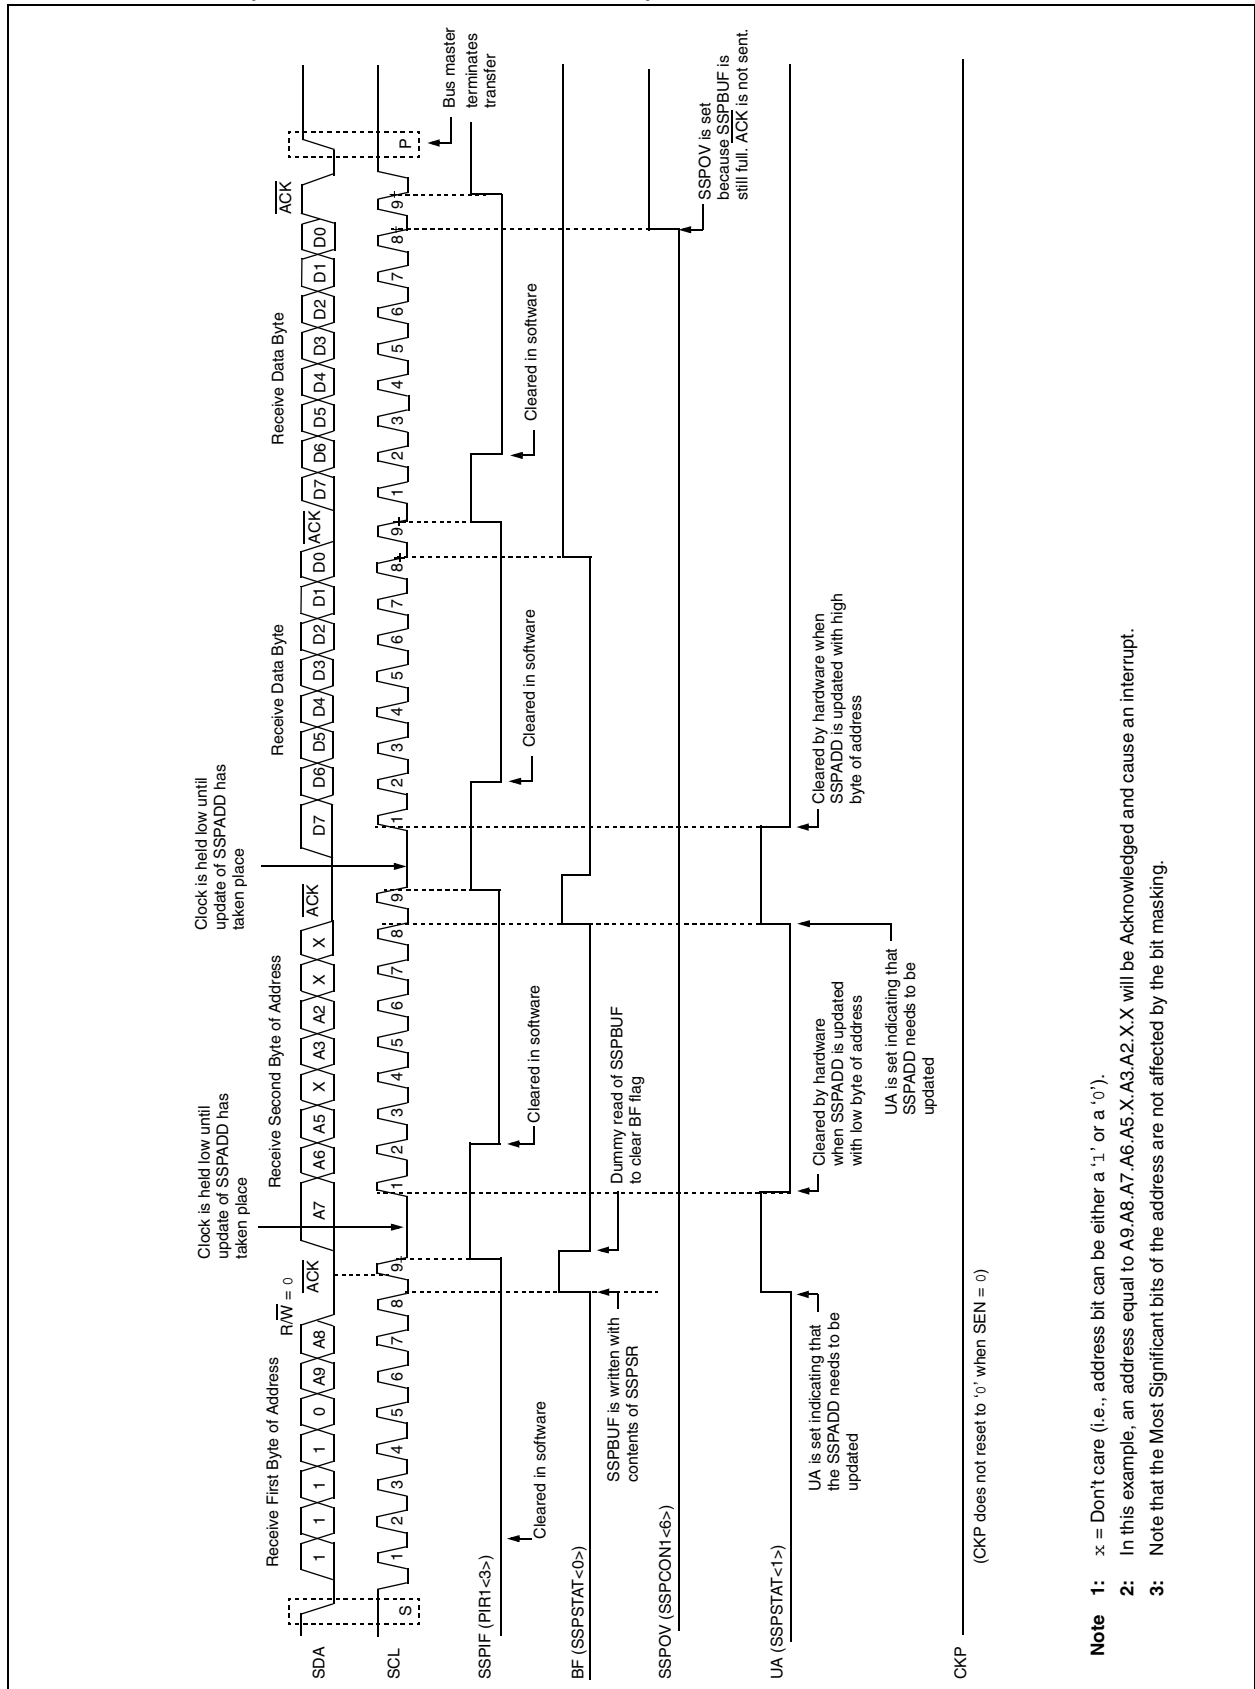 Receive First Byte of Address
R/W = 0
ACK
Clock is held low until
update of SSPADD has
taken place
Receive Second Byte of Address
ACK
Clock is held low until
update of SSPADD has
taken place
Receive Data Byte
ACK
Receive Data Byte
ACK
SDA
1 1 1 1 0 A9 A8
A7 A6 A5 X A3 A2 X X
D7 D6 D5 D4 D3 D2 D1 D0
D7 D6 D5 D4 D3 D2 D1 D0
SCL
S
1 2 3 4 5 6 7 8 9
1 2 3 4 5 6 7 8 9
1 2 3 4 5 6 7 8 9
1 2 3 4 5 6 7 8 9
P
Bus master
terminates
transfer
SSPIF (PIR1<3>)
Cleared in software
Cleared in software
Cleared in software
Cleared in software
BF (SSPSTAT<0>)
SSPBUF is written with
contents of SSPSR
Dummy read of SSPBUF
to clear BF flag
SSPOV (SSPCON1<6>)
SSPOV is set
because SSPBUF is
still full. ACK is not sent.
UA (SSPSTAT<1>)
UA is set indicating that
the SSPADD needs to be
updated
Cleared by hardware
when SSPADD is updated
with low byte of address
UA is set indicating that
SSPADD needs to be
updated
Cleared by hardware when
SSPADD is updated with high
byte of address
CKP
(CKP does not reset to ‘0’ when SEN = 0)
Note 1: x = Don’t care (i.e., address bit can be either a ‘1’ or a ‘0’).
2: In this example, an address equal to A9.A8.A7.A6.A5.X.A3.A2.X.X will be Acknowledged and cause an interrupt.
3: Note that the Most Significant bits of the address are not affected by the bit masking.